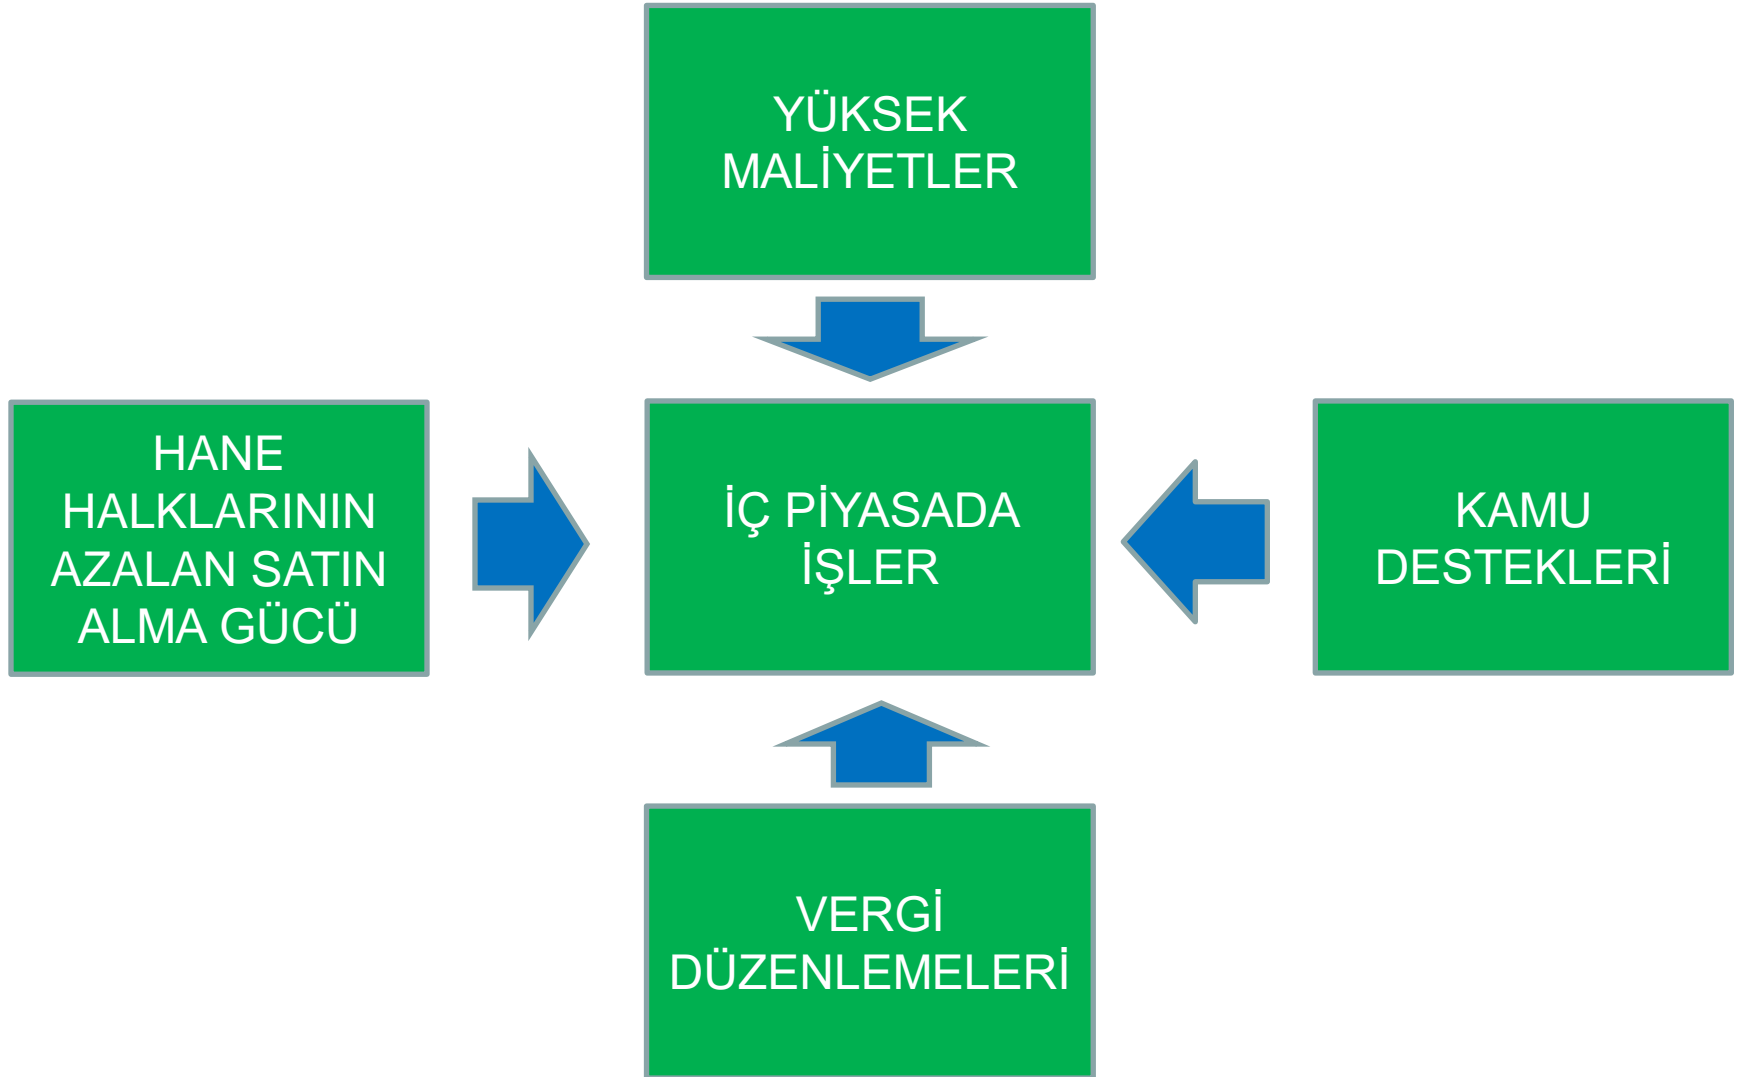 YÜKSEK
MALİYETLER
HANE
HALKLARININ
AZALAN SATIN
ALMA GÜCÜ
İÇ PİYASADA
İŞLER
KAMU
DESTEKLERİ
VERGİ
DÜZENLEMELERİ